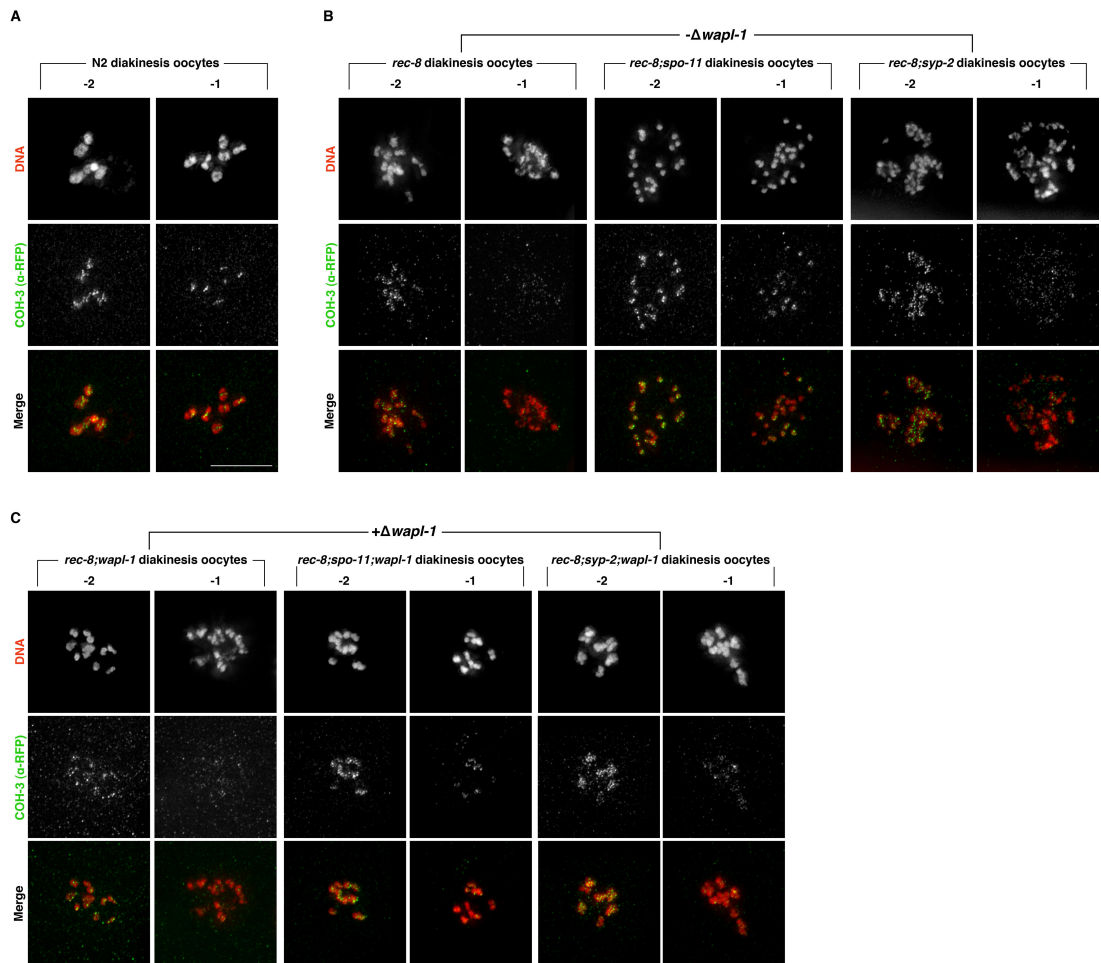 A
B
-Δwapl-1
N2 diakinesis oocytes
rec-8 diakinesis oocytes
rec-8;spo-11 diakinesis oocytes
rec-8;syp-2 diakinesis oocytes
-2 -1 -2 -1 -2 -1 -2 -1
DNA
DNA
COH-3 (α-RFP)
COH-3 (α-RFP)
Merge
Merge
C
+Δwapl-1
rec-8;wapl-1 diakinesis oocytes
rec-8;spo-11;wapl-1 diakinesis oocytes
rec-8;syp-2;wapl-1 diakinesis oocytes
-2 -1 -2 -1 -2 -1
DNA
COH-3 (α-RFP)
Merge